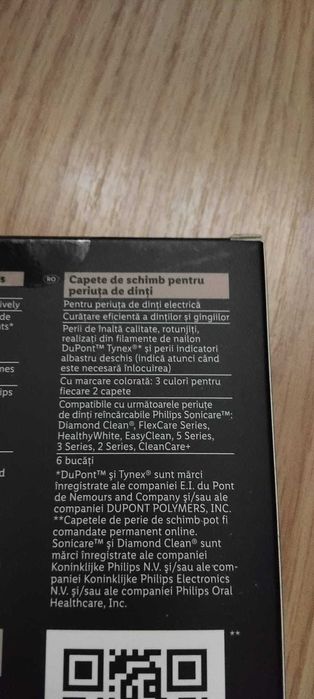 RO
Capete de schimb pentru
periuța de dinți
Pentru periuța de dinți electrică
Curățare eficientă a dinților și gingiilor
Perii de înaltă calitate, rotunjiți,
realizați din filamente de nailon
DuPont™ Tynex®* și perii indicatori
albastru deschis (indică atunci când
este necesară înlocuirea)
Cu marcare colorată: 3 culori pentru
fiecare 2 capete
Compatibile cu următoarele periuțe
de dinți reîncărcabile Philips Sonicare™:
Diamond Clean®, FlexCare Series,
HealthyWhite, EasyClean, 5 Series,
3 Series, 2 Series, CleanCare+
6 bucăți
*DuPont™ și Tynex® sunt mărci
înregistrate ale companiei E.I. du Pont
de Nemours and Company și/sau ale
companiei DUPONT POLYMERS, INC.
**Capetele de perie de schimb pot fi
comandate permanent online.
Sonicare™ și Diamond Clean® sunt
mărci înregistrate ale companiei
Koninklijke Philips N.V. și/sau ale com-
paniei Koninklijke Philips Electronics
N.V. și/sau ale companiei Philips Oral
Healthcare, Inc.
**